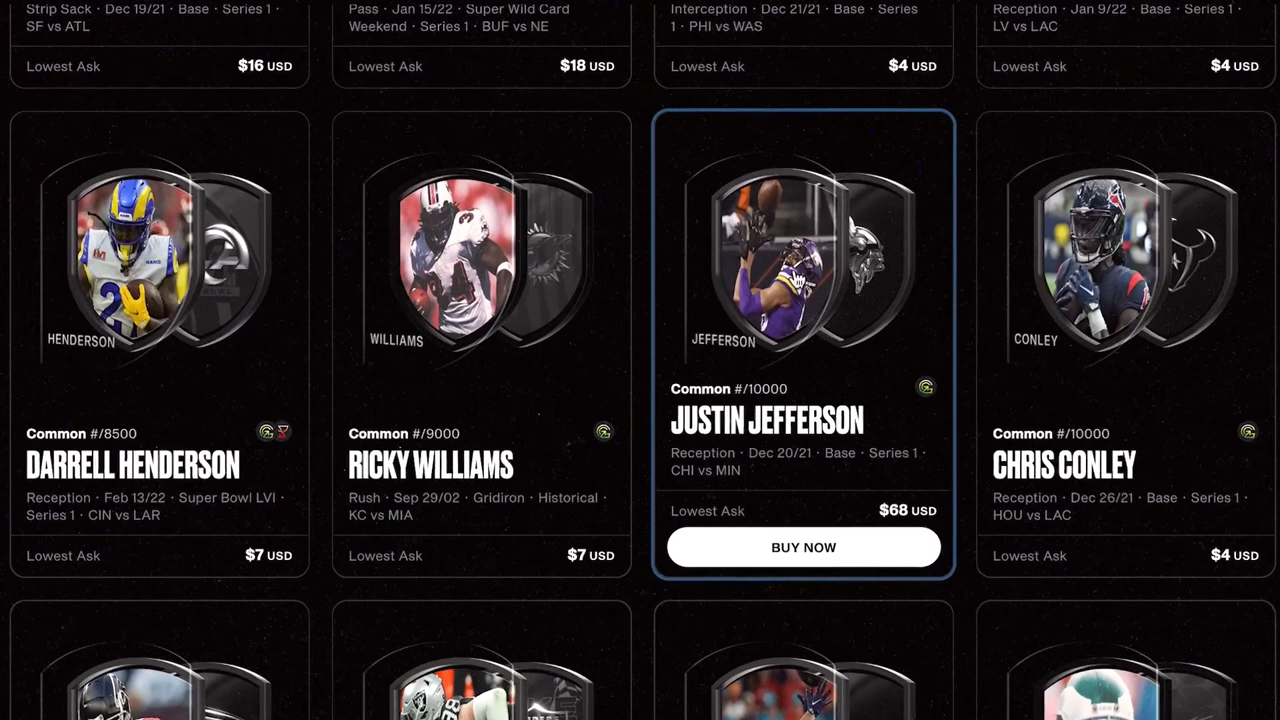 Strip Sack · Dec 19/21 · Base · Series 1 ·
SF vs ATL
Lowest Ask $16 USD
Pass · Jan 15/22 · Super Wild Card
Weekend · Series 1 · BUF vs NE
Lowest Ask $18 USD
Interception · Dec 21/21 · Base · Series
1 · PHI vs WAS
Lowest Ask $4 USD
Reception · Jan 9/22 · Base · Series 1 ·
LV vs LAC
Lowest Ask $4 USD
HENDERSON
Common #/8500
DARRELL HENDERSON
Reception · Feb 13/22 · Super Bowl LVI ·
Series 1 · CIN vs LAR
Lowest Ask $7 USD
WILLIAMS
Common #/9000
RICKY WILLIAMS
Rush · Sep 29/02 · Gridiron · Historical ·
KC vs MIA
Lowest Ask $7 USD
JEFFERSON
Common #/10000
JUSTIN JEFFERSON
Reception · Dec 20/21 · Base · Series 1 ·
CHI vs MIN
Lowest Ask $68 USD
BUY NOW
CONLEY
Common #/10000
CHRIS CONLEY
Reception · Dec 26/21 · Base · Series 1 ·
HOU vs LAC
Lowest Ask $4 USD